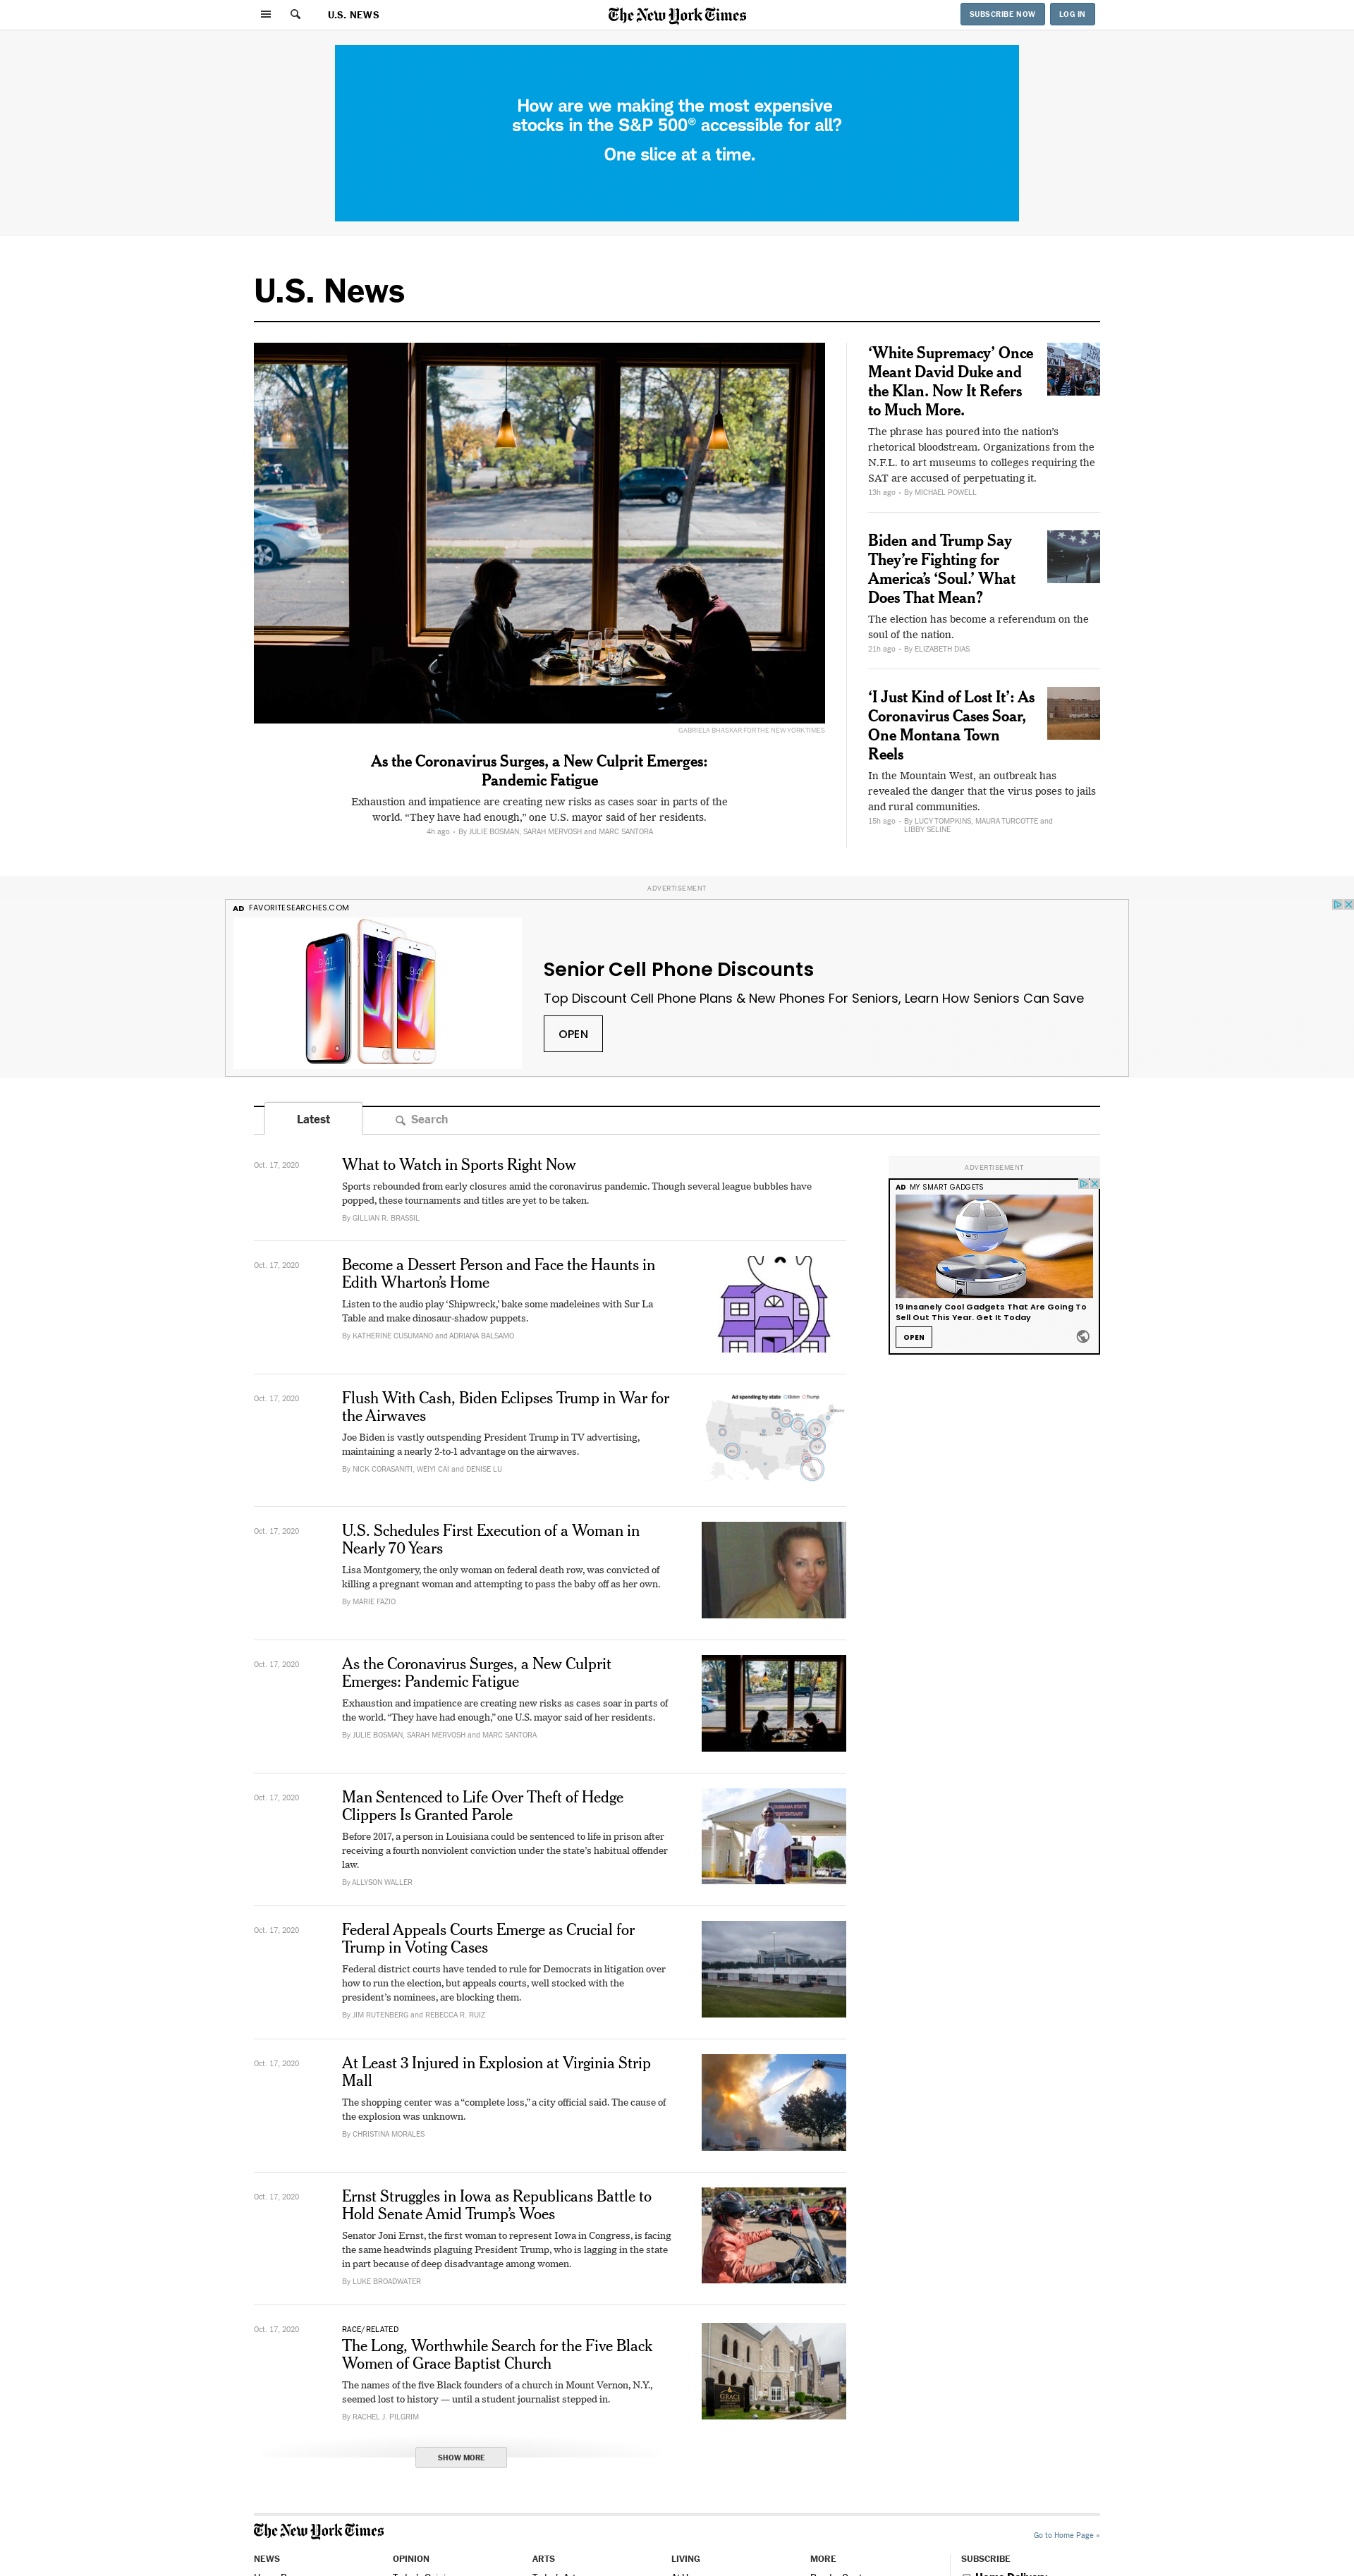 U.S. NEWS
The New York Times
SUBSCRIBE NOW
LOG IN
How are we making the most expensive
stocks in the S&P 500® accessible for all?
One slice at a time.
U.S. News
GABRIELA BHASKAR FOR THE NEW YORK TIMES
As the Coronavirus Surges, a New Culprit Emerges:
Pandemic Fatigue
Exhaustion and impatience are creating new risks as cases soar in parts of the
world. “They have had enough,” one U.S. mayor said of her residents.
4h ago - By JULIE BOSMAN, SARAH MERVOSH and MARC SANTORA
‘White Supremacy’ Once
Meant David Duke and
the Klan. Now It Refers
to Much More.
The phrase has poured into the nation’s
rhetorical bloodstream. Organizations from the
N.F.L. to art museums to colleges requiring the
SAT are accused of perpetuating it.
13h ago - By MICHAEL POWELL
Biden and Trump Say
They’re Fighting for
America’s ‘Soul.’ What
Does That Mean?
The election has become a referendum on the
soul of the nation.
21h ago - By ELIZABETH DIAS
‘I Just Kind of Lost It’: As
Coronavirus Cases Soar,
One Montana Town
Reels
In the Mountain West, an outbreak has
revealed the danger that the virus poses to jails
and rural communities.
15h ago - By LUCY TOMPKINS, MAURA TURCOTTE and
LIBBY SELINE
ADVERTISEMENT
AD FAVORITESEARCHES.COM
Senior Cell Phone Discounts
Top Discount Cell Phone Plans & New Phones For Seniors, Learn How Seniors Can Save
OPEN
Latest
Search
Oct. 17, 2020
What to Watch in Sports Right Now
Sports rebounded from early closures amid the coronavirus pandemic. Though several league bubbles have
popped, these tournaments and titles are yet to be taken.
By GILLIAN R. BRASSIL
ADVERTISEMENT
AD MY SMART GADGETS
19 Insanely Cool Gadgets That Are Going To
Sell Out This Year. Get It Today
OPEN
Oct. 17, 2020
Become a Dessert Person and Face the Haunts in
Edith Wharton’s Home
Listen to the audio play ‘Shipwreck,’ bake some madeleines with Sur La
Table and make dinosaur-shadow puppets.
By KATHERINE CUSUMANO and ADRIANA BALSAMO
Oct. 17, 2020
Flush With Cash, Biden Eclipses Trump in War for
the Airwaves
Joe Biden is vastly outspending President Trump in TV advertising,
maintaining a nearly 2-to-1 advantage on the airwaves.
By NICK CORASANITI, WEIYI CAI and DENISE LU
Ad spending by state Biden Trump
Oct. 17, 2020
U.S. Schedules First Execution of a Woman in
Nearly 70 Years
Lisa Montgomery, the only woman on federal death row, was convicted of
killing a pregnant woman and attempting to pass the baby off as her own.
By MARIE FAZIO
Oct. 17, 2020
As the Coronavirus Surges, a New Culprit
Emerges: Pandemic Fatigue
Exhaustion and impatience are creating new risks as cases soar in parts of
the world. “They have had enough,” one U.S. mayor said of her residents.
By JULIE BOSMAN, SARAH MERVOSH and MARC SANTORA
Oct. 17, 2020
Man Sentenced to Life Over Theft of Hedge
Clippers Is Granted Parole
Before 2017, a person in Louisiana could be sentenced to life in prison after
receiving a fourth nonviolent conviction under the state’s habitual offender
law.
By ALLYSON WALLER
Oct. 17, 2020
Federal Appeals Courts Emerge as Crucial for
Trump in Voting Cases
Federal district courts have tended to rule for Democrats in litigation over
how to run the election, but appeals courts, well stocked with the
president’s nominees, are blocking them.
By JIM RUTENBERG and REBECCA R. RUIZ
Oct. 17, 2020
At Least 3 Injured in Explosion at Virginia Strip
Mall
The shopping center was a “complete loss,” a city official said. The cause of
the explosion was unknown.
By CHRISTINA MORALES
Oct. 17, 2020
Ernst Struggles in Iowa as Republicans Battle to
Hold Senate Amid Trump’s Woes
Senator Joni Ernst, the first woman to represent Iowa in Congress, is facing
the same headwinds plaguing President Trump, who is lagging in the state
in part because of deep disadvantage among women.
By LUKE BROADWATER
Oct. 17, 2020
RACE/RELATED
The Long, Worthwhile Search for the Five Black
Women of Grace Baptist Church
The names of the five Black founders of a church in Mount Vernon, N.Y.,
seemed lost to history — until a student journalist stepped in.
By RACHEL J. PILGRIM
GRACE
SHOW MORE
The New York Times
Go to Home Page »
NEWS
OPINION
ARTS
LIVING
MORE
SUBSCRIBE